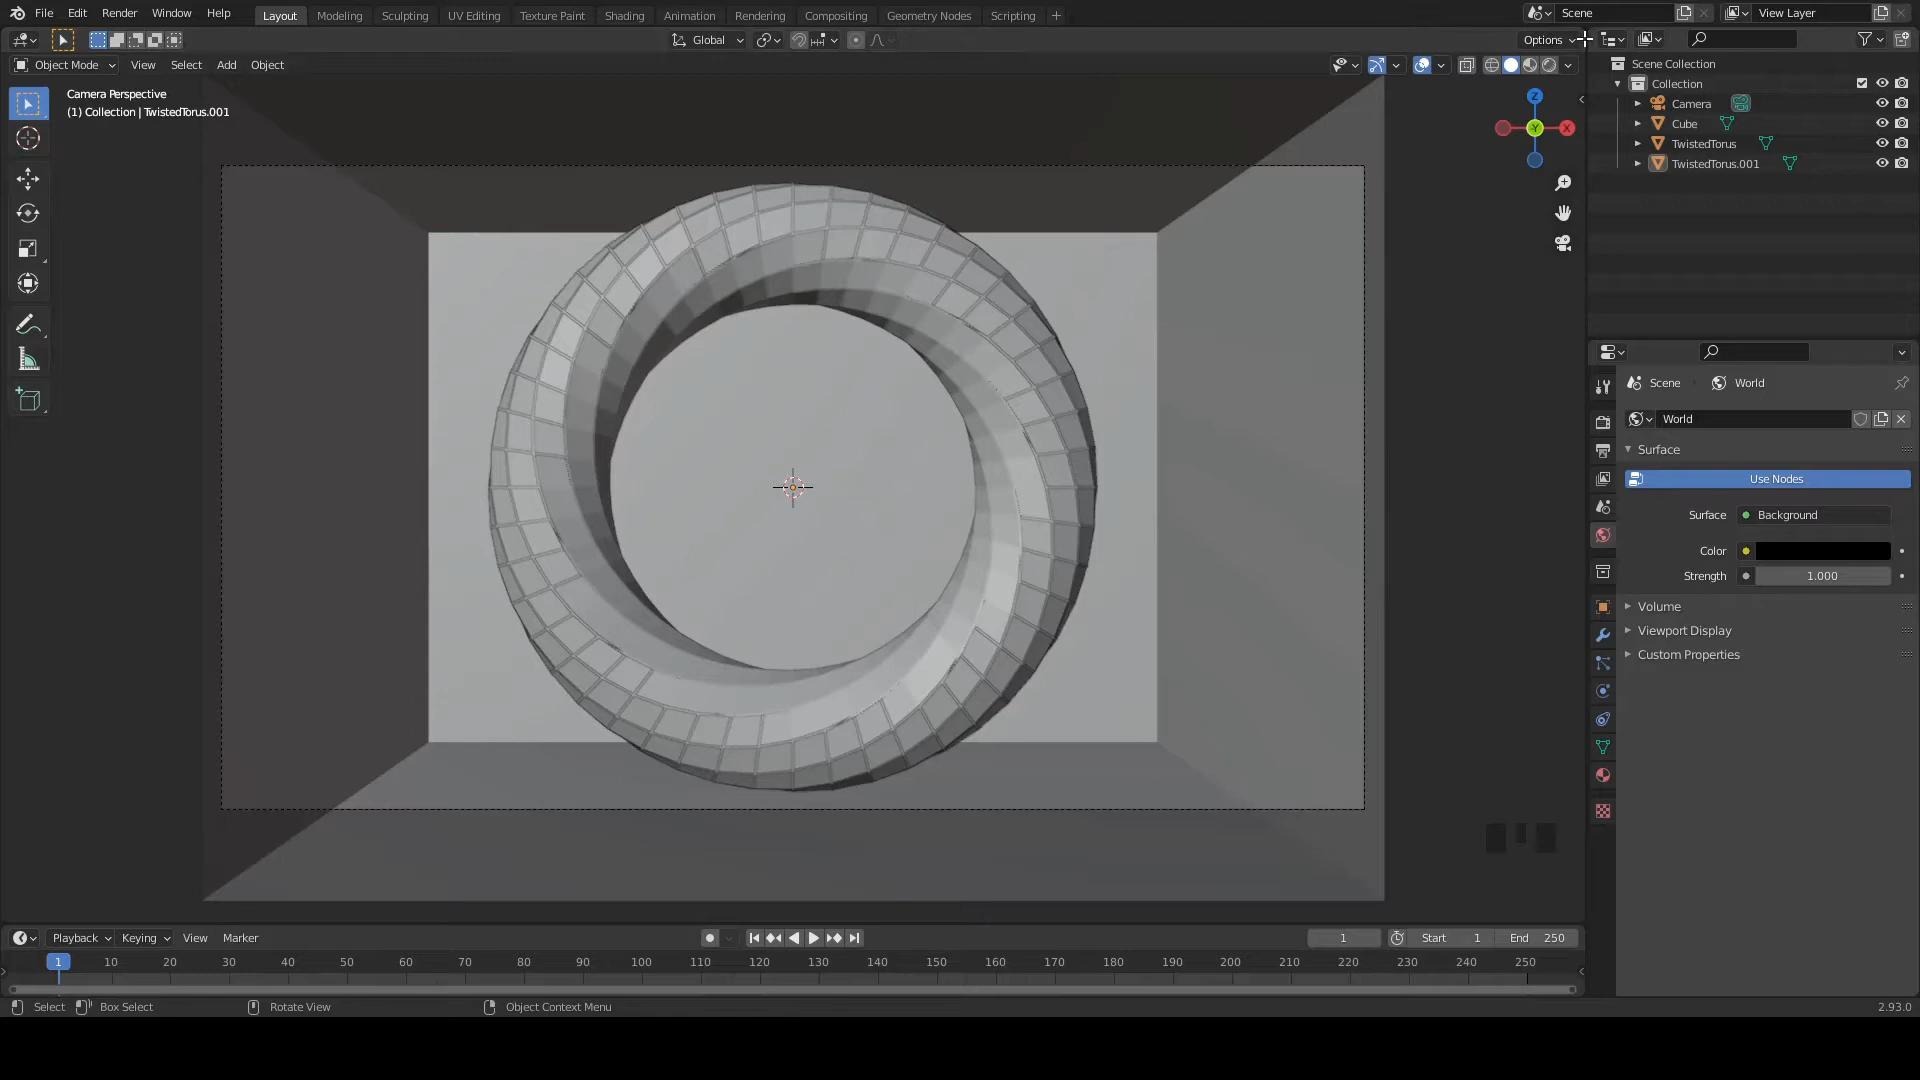 File Edit Render Window Help Layout Modeling Sculpting UV Editing Texture Paint Shading Animation Rendering Compositing Geometry Nodes Scripting + Scene View Layer
Global Options
Object Mode View Select Add Object
Camera Perspective
(1) Collection | TwistedTorus.001
Z
Y X
Scene Collection
Collection
Camera
Cube
TwistedTorus
TwistedTorus.001
Scene World
World
Surface
Use Nodes
Surface Background
Color
Strength 1.000
Volume
Viewport Display
Custom Properties
Playback Keying View Marker 1 Start 1 End 250
1 10 20 30 40 50 60 70 80 90 100 110 120 130 140 150 160 170 180 190 200 210 220 230 240 250
Select Box Select Rotate View Object Context Menu 2.93.0